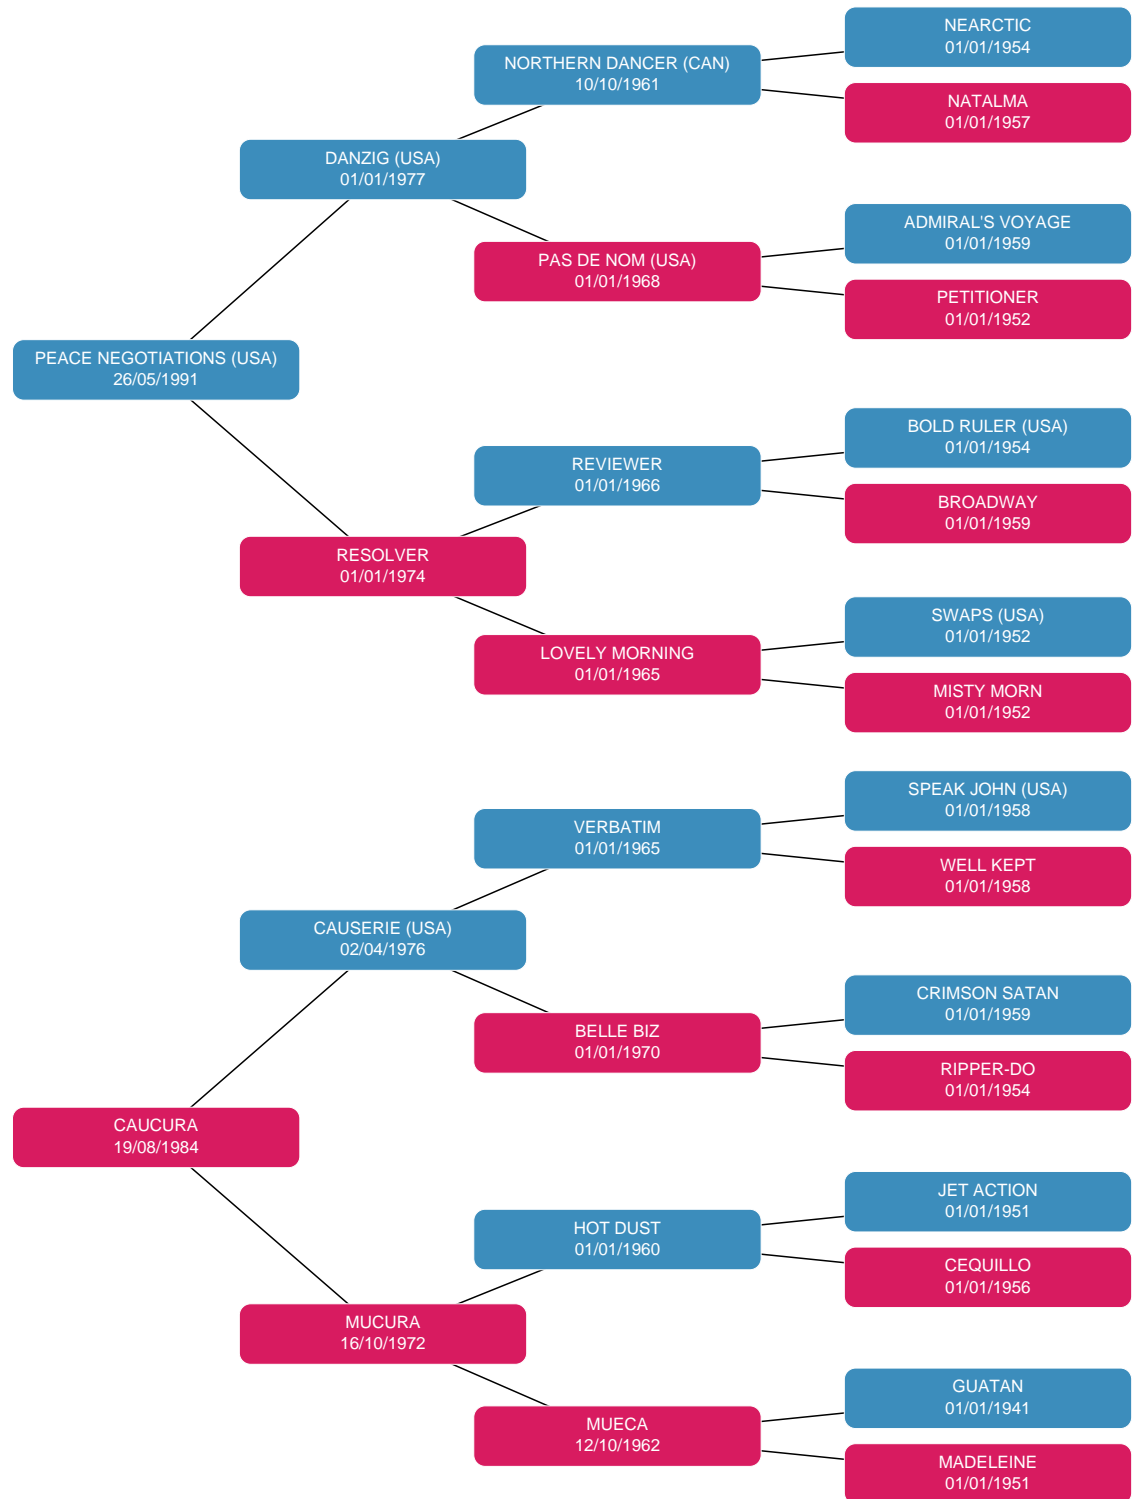 NEARCTIC
01/01/1954
NORTHERN DANCER (CAN)
10/10/1961
NATALMA
01/01/1957
DANZIG (USA)
01/01/1977
ADMIRAL'S VOYAGE
01/01/1959
PAS DE NOM (USA)
01/01/1968
PETITIONER
01/01/1952
PEACE NEGOTIATIONS (USA)
26/05/1991
BOLD RULER (USA)
01/01/1954
REVIEWER
01/01/1966
BROADWAY
01/01/1959
RESOLVER
01/01/1974
SWAPS (USA)
01/01/1952
LOVELY MORNING
01/01/1965
MISTY MORN
01/01/1952
SPEAK JOHN (USA)
01/01/1958
VERBATIM
01/01/1965
WELL KEPT
01/01/1958
CAUSERIE (USA)
02/04/1976
CRIMSON SATAN
01/01/1959
BELLE BIZ
01/01/1970
RIPPER-DO
01/01/1954
CAUCURA
19/08/1984
JET ACTION
01/01/1951
HOT DUST
01/01/1960
CEQUILLO
01/01/1956
MUCURA
16/10/1972
GUATAN
01/01/1941
MUECA
12/10/1962
MADELEINE
01/01/1951